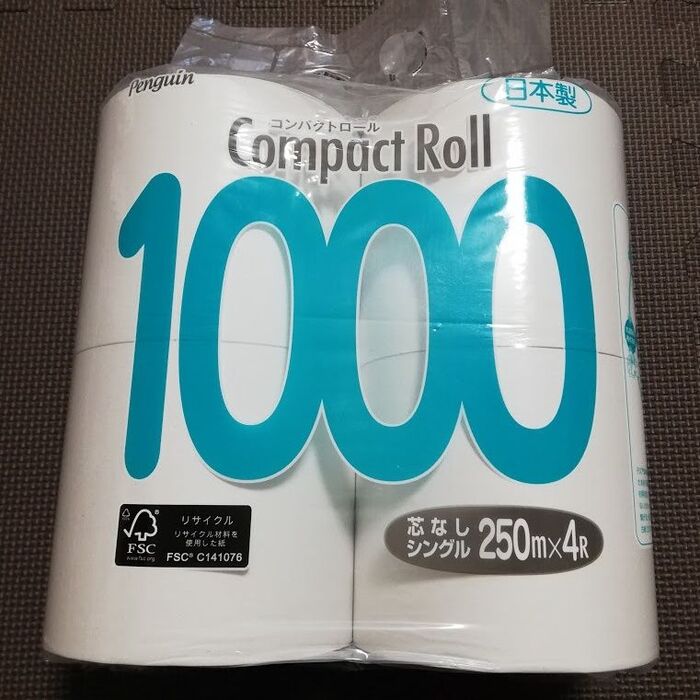 Penguin
日本製
コンパクトロール
Compact Roll
1000
リサイクル
リサイクル材料を
使用した紙
FSC® C141076
FSC
www.fsc.org
芯なし
シングル 250m×4R